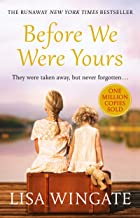 THE RUNAWAY NEW YORK TIMES BESTSELLER
Before We
Were Yours
They were taken away, but never forgotten...
ONE
MILLION
COPIES
SOLD
LISA WINGATE